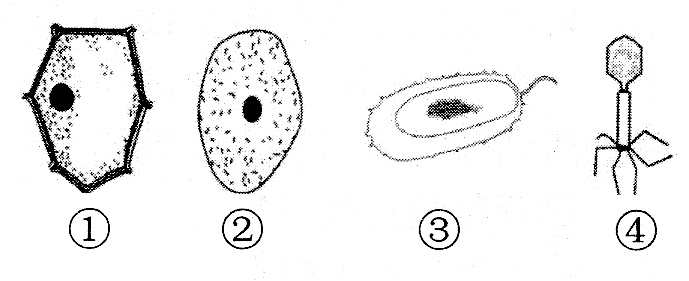 ① ② ③ ④